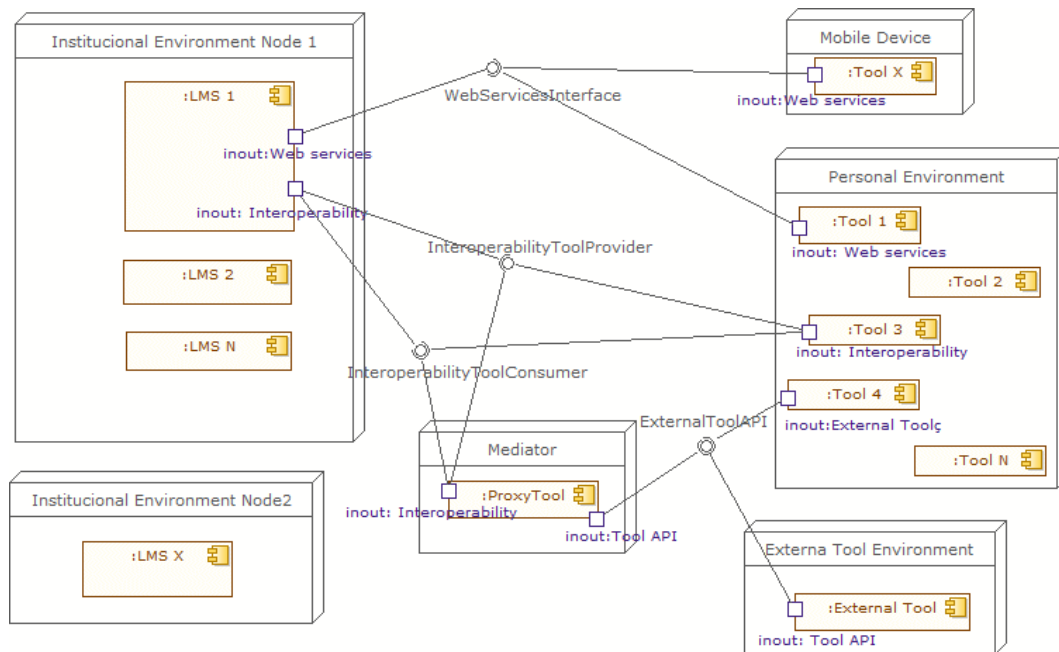 Institucional Environment Node 1
:LMS 1
inout:Web services
inout: Interoperability
:LMS 2
:LMS N
Institucional Environment Node2
:LMS X
WebServicesInterface
InteroperabilityToolProvider
InteroperabilityToolConsumer
Mediator
:ProxyTool
inout: Interoperability
inout:Tool API
ExternalToolAPI
Mobile Device
:Tool X
inout:Web services
Personal Environment
:Tool 1
inout: Web services
:Tool 2
:Tool 3
inout: Interoperability
:Tool 4
inout:External Toolç
:Tool N
Externa Tool Environment
:External Tool
inout: Tool API